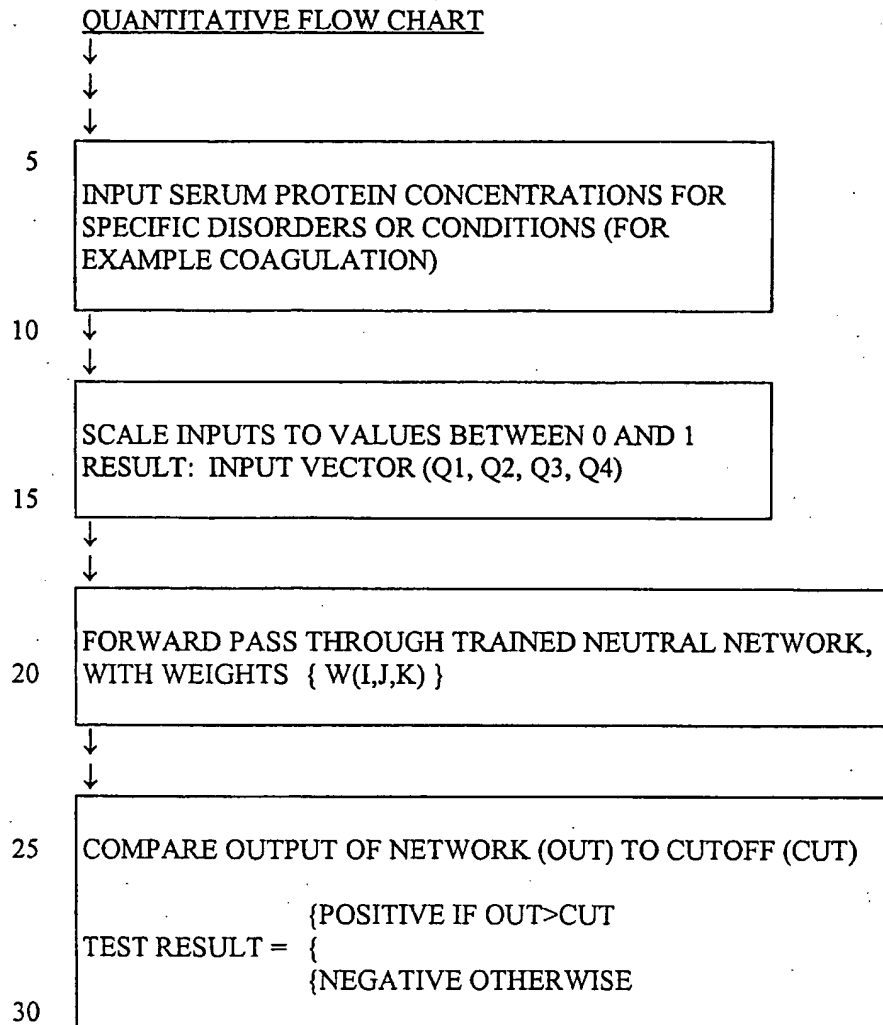 QUANTITATIVE FLOW CHART
↓
↓
↓
5
INPUT SERUM PROTEIN CONCENTRATIONS FOR
SPECIFIC DISORDERS OR CONDITIONS (FOR
EXAMPLE COAGULATION)
10 ↓
↓
SCALE INPUTS TO VALUES BETWEEN 0 AND 1
RESULT: INPUT VECTOR (Q1, Q2, Q3, Q4)
15
↓
↓
FORWARD PASS THROUGH TRAINED NEUTRAL NETWORK,
20 WITH WEIGHTS { W(I,J,K) }
↓
↓
25 COMPARE OUTPUT OF NETWORK (OUT) TO CUTOFF (CUT)
{POSITIVE IF OUT>CUT
TEST RESULT = {
{NEGATIVE OTHERWISE
30